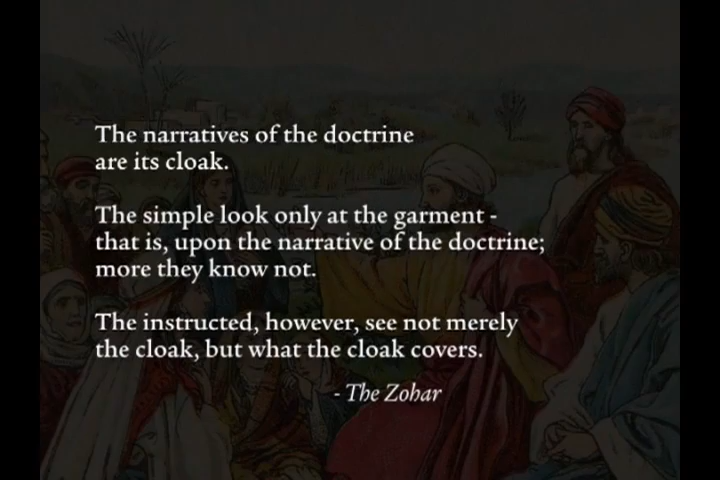 The narratives of the doctrine
are its cloak.
The simple look only at the garment -
that is, upon the narrative of the doctrine;
more they know not.
The instructed, however, see not merely
the cloak, but what the cloak covers.
- The Zohar